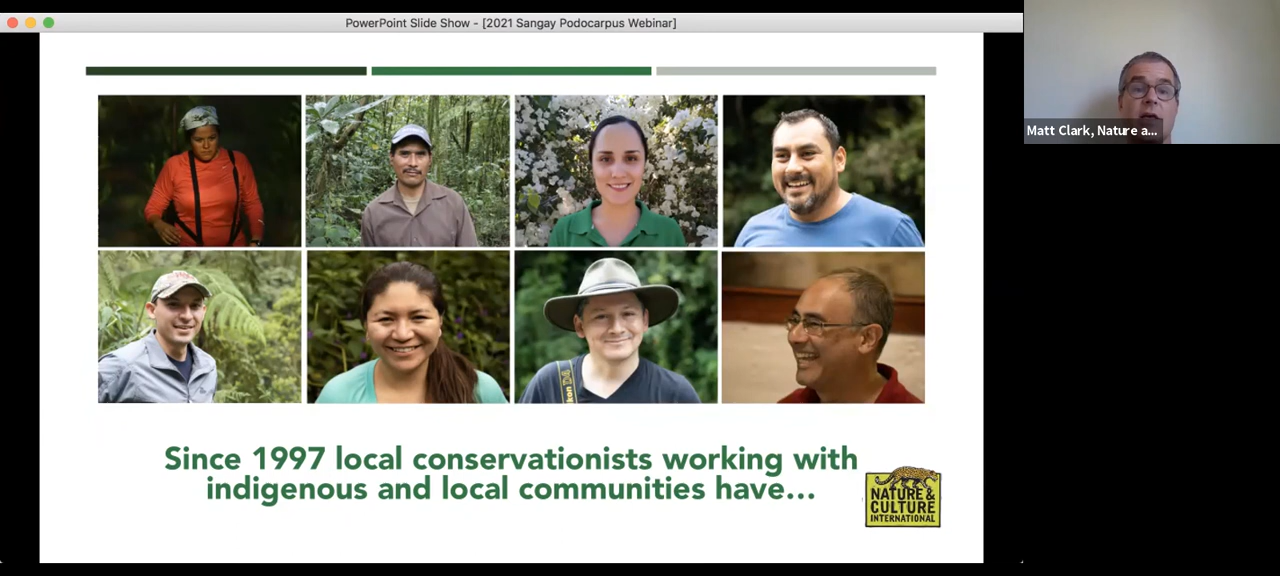 PowerPoint Slide Show - [2021 Sangay Podocarpus Webinar]
Matt Clark, Nature a...
Since 1997 local conservationists working with
indigenous and local communities have...
NATURE &
CULTURE
INTERNATIONAL